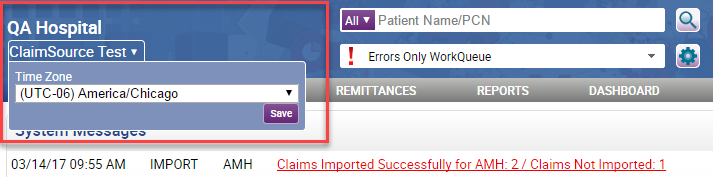 QA Hospital
ClaimSource Test ▾
All ▾ Patient Name/PCN
! Errors Only WorkQueue
Time Zone
(UTC-06) America/Chicago
Save
REMITTANCES REPORTS DASHBOARD
System Messages
03/14/17 09:55 AM IMPORT AMH Claims Imported Successfully for AMH: 2 / Claims Not Imported: 1